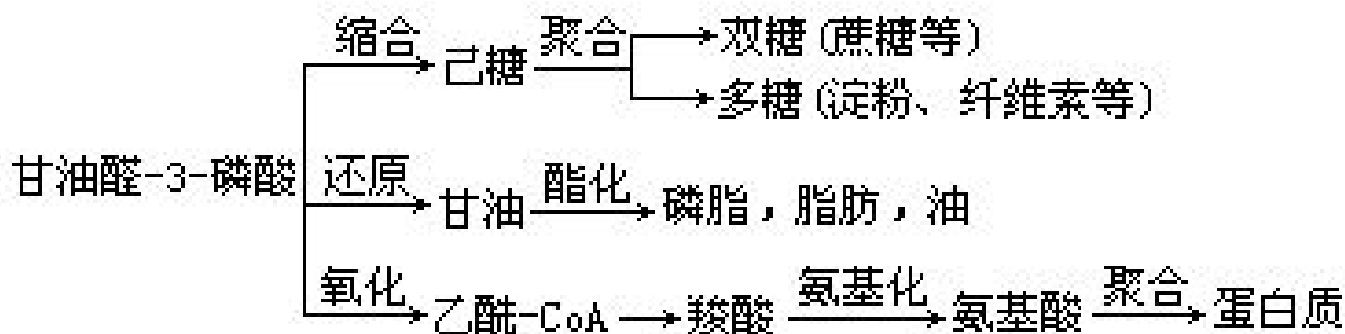 缩合 己糖 聚合 双糖(蔗糖等)
多糖(淀粉、纤维素等)
甘油醛-3-磷酸 还原 甘油 酯化 磷脂，脂肪，油
氧化 乙酰-CoA 羧酸 氨基化 氨基酸 聚合 蛋白质